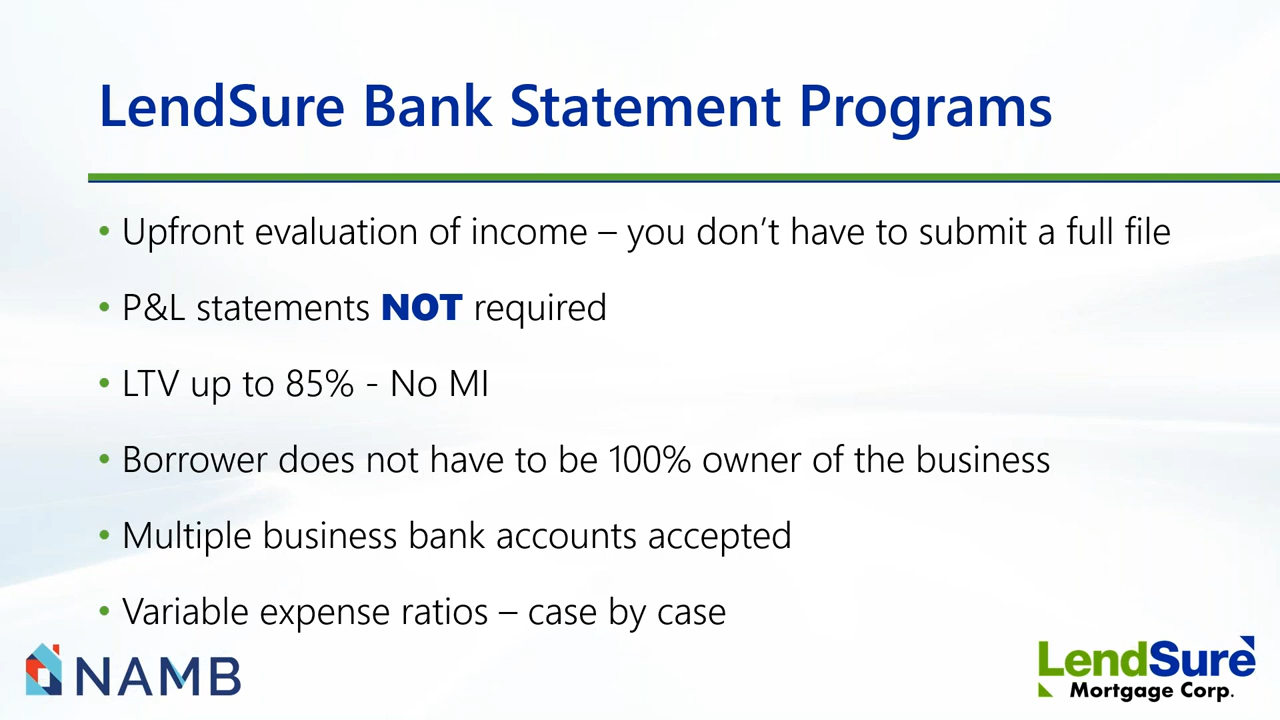 LendSure Bank Statement Programs
• Upfront evaluation of income – you don’t have to submit a full file
• P&L statements NOT required
• LTV up to 85% - No MI
• Borrower does not have to be 100% owner of the business
• Multiple business bank accounts accepted
• Variable expense ratios – case by case
NAMB
LendSure
Mortgage Corp.